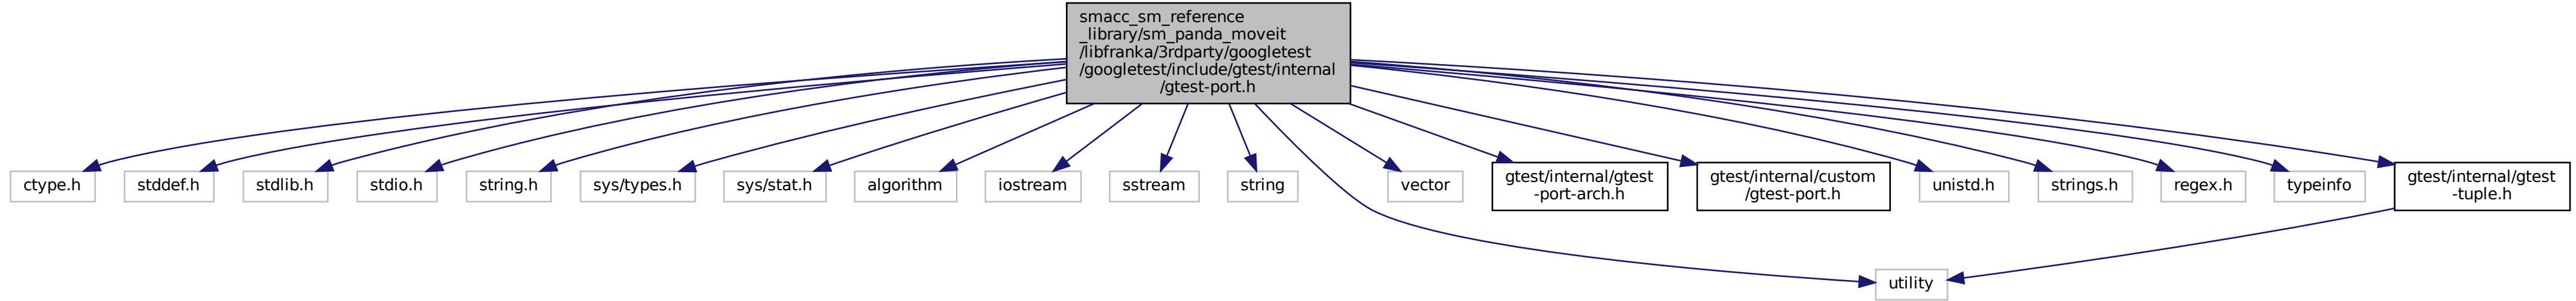 smacc_sm_reference
_library/sm_panda_moveit
/libfranka/3rdparty/googletest
/googletest/include/gtest/internal
/gtest-port.h
ctype.h
stddef.h
stdlib.h
stdio.h
string.h
sys/types.h
sys/stat.h
algorithm
iostream
sstream
string
vector
gtest/internal/gtest
-port-arch.h
gtest/internal/custom
/gtest-port.h
unistd.h
strings.h
regex.h
typeinfo
gtest/internal/gtest
-tuple.h
utility